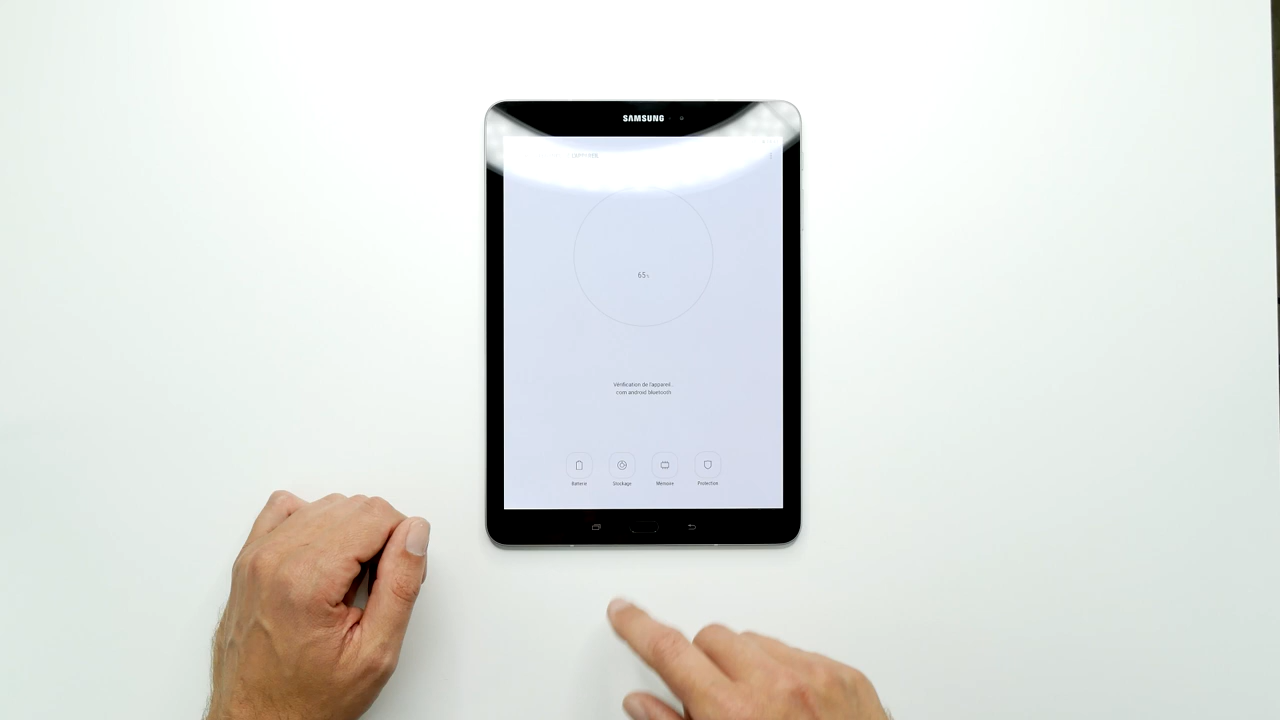 SAMSUNG
65%
Vérification de l'appareil...
com android bluetooth
Batterie
Stockage
Mémoire
Protection